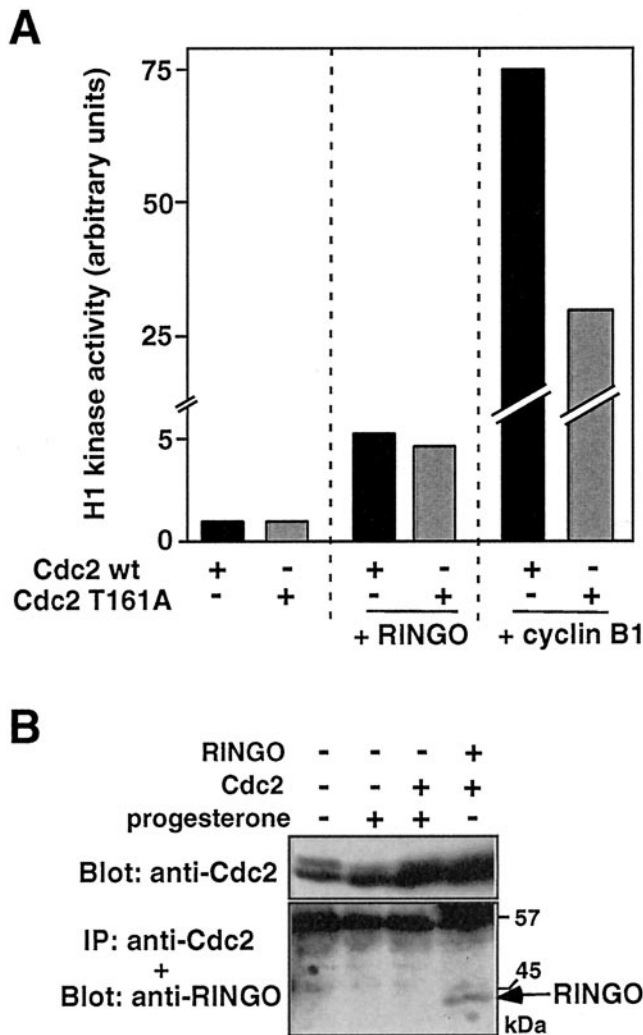 A
H1 kinase activity (arbitrary units)
75
50
25
5
0
Cdc2 wt + - + - + -
Cdc2 T161A - + - + - +
+ RINGO + cyclin B1
B
RINGO - - - +
Cdc2 - - + +
progesterone - + + -
Blot: anti-Cdc2
57
IP: anti-Cdc2
+
45
Blot: anti-RINGO
RINGO
kDa